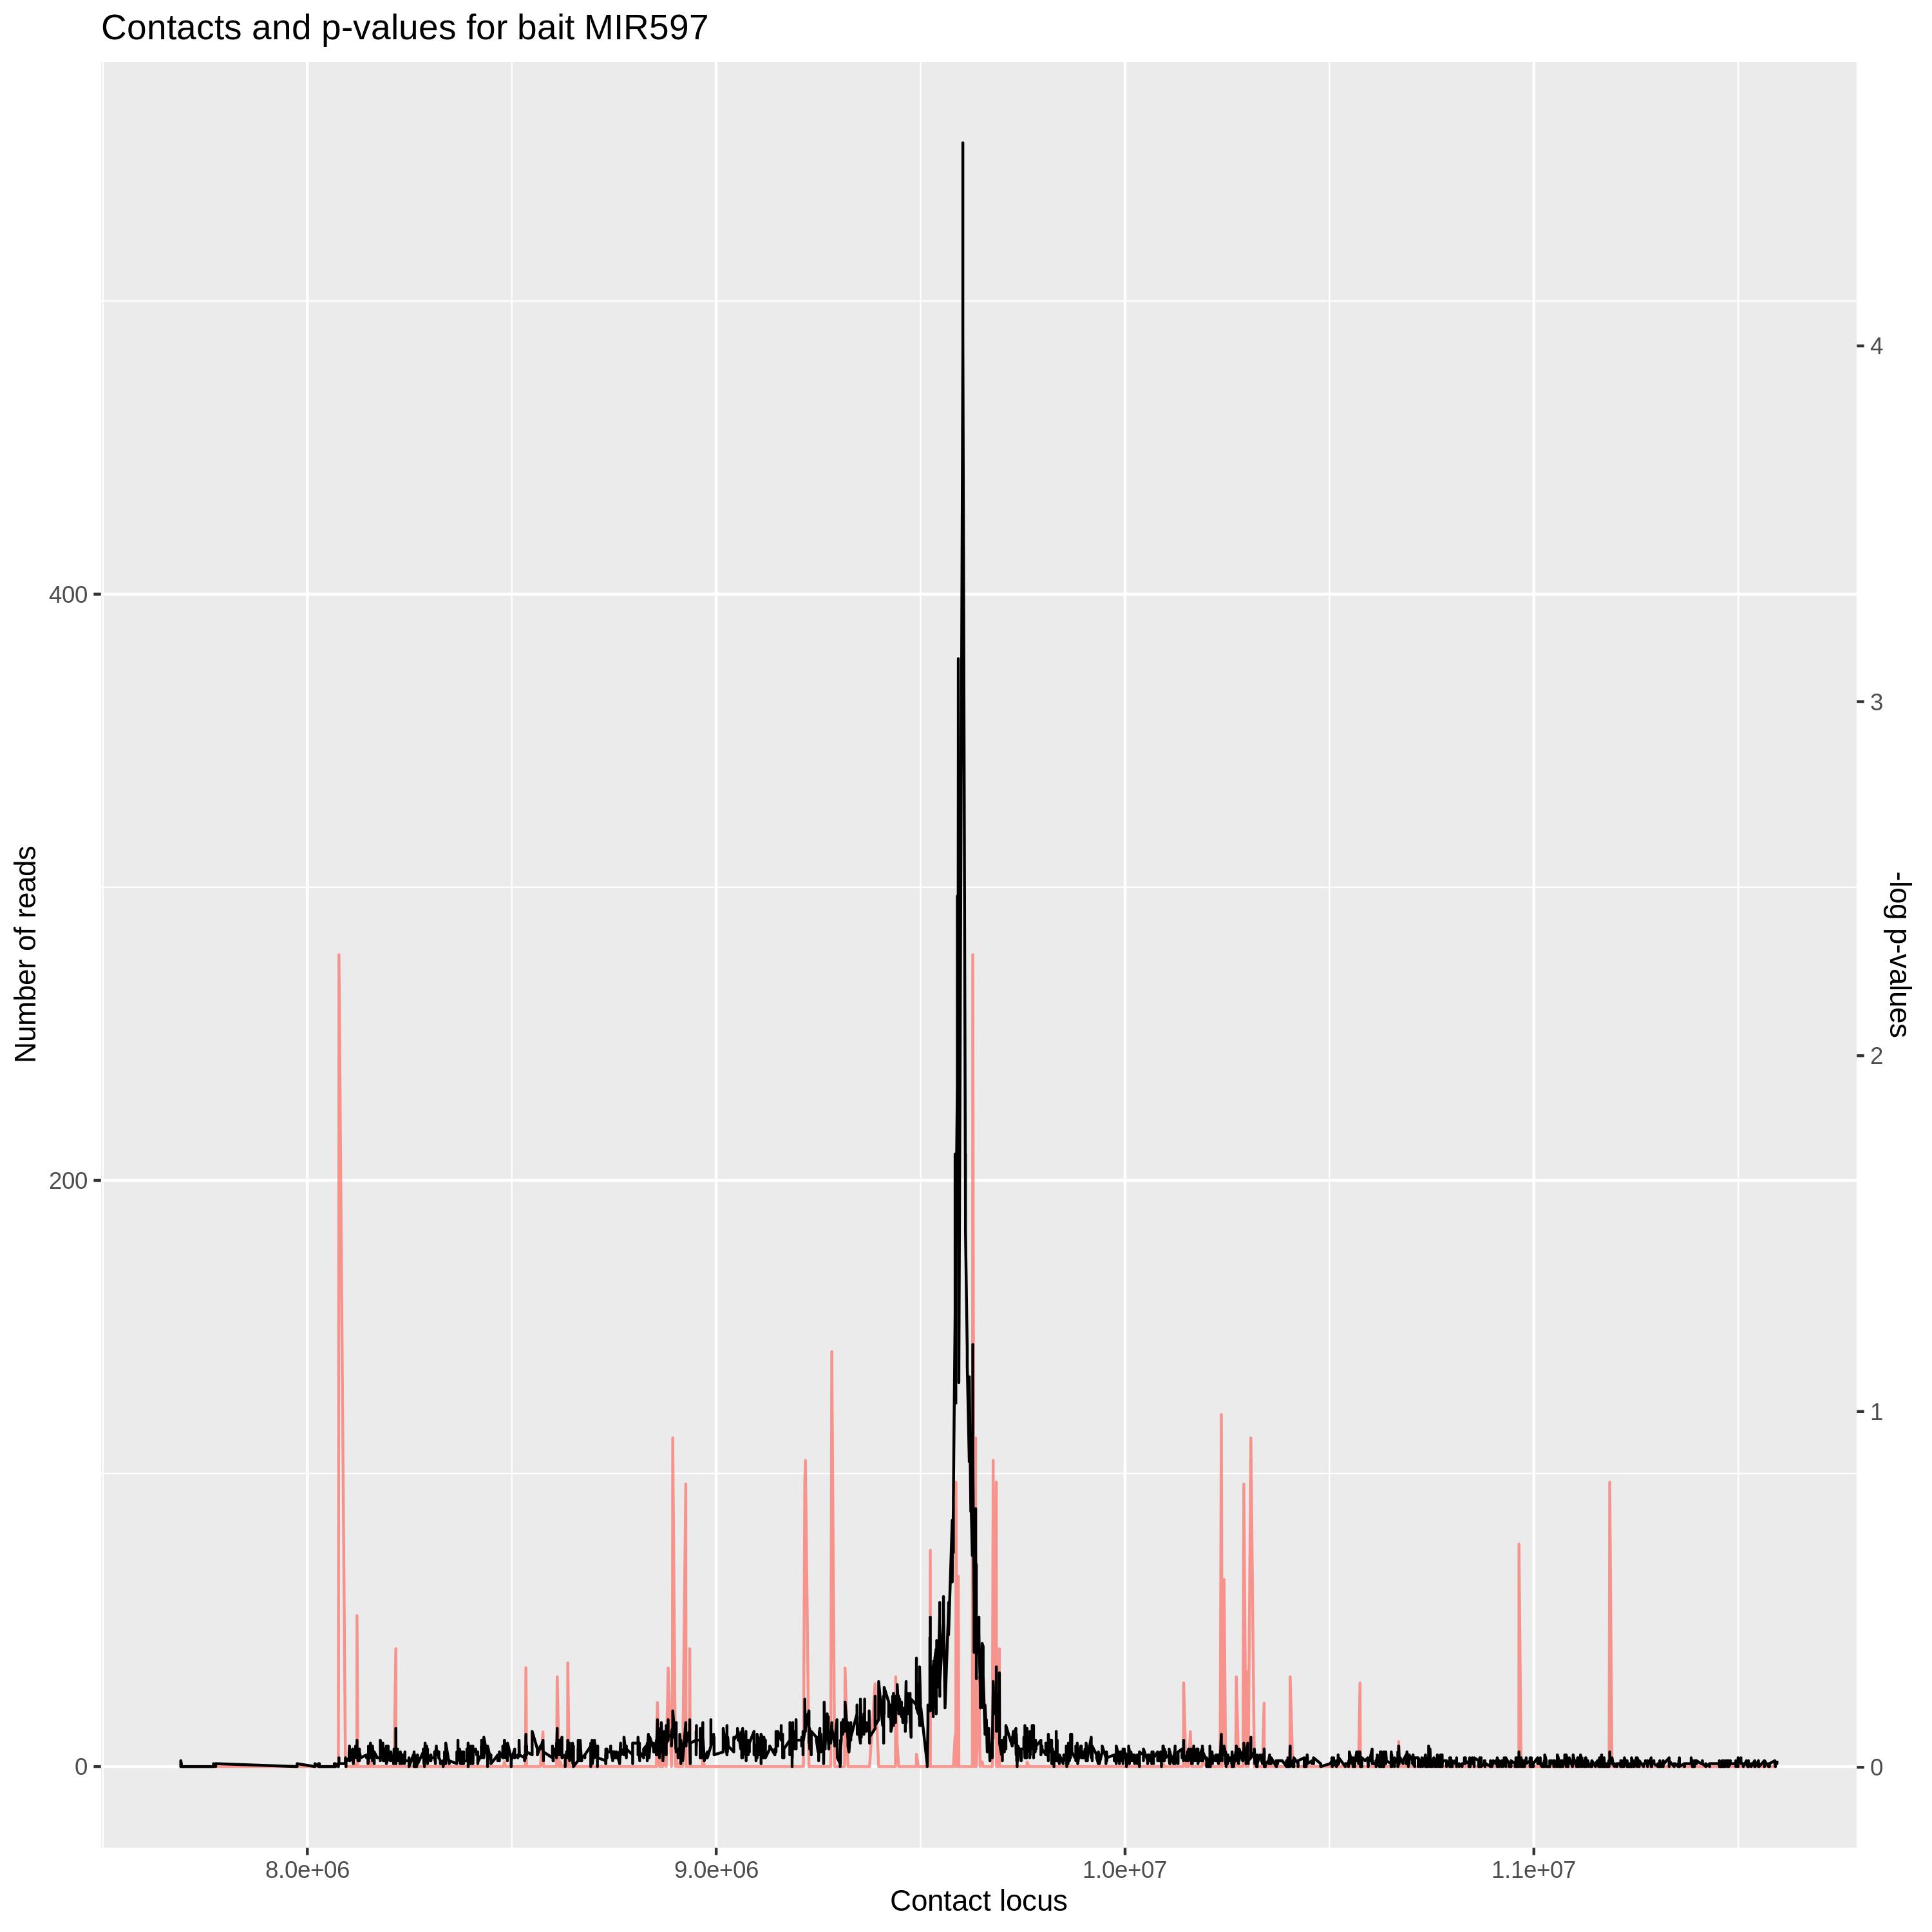 Contacts and p-values for bait MIR597
Number of reads
400
200
0
4
3
2
1
0
-log p-values
8.0e+06
9.0e+06
1.0e+07
1.1e+07
Contact locus